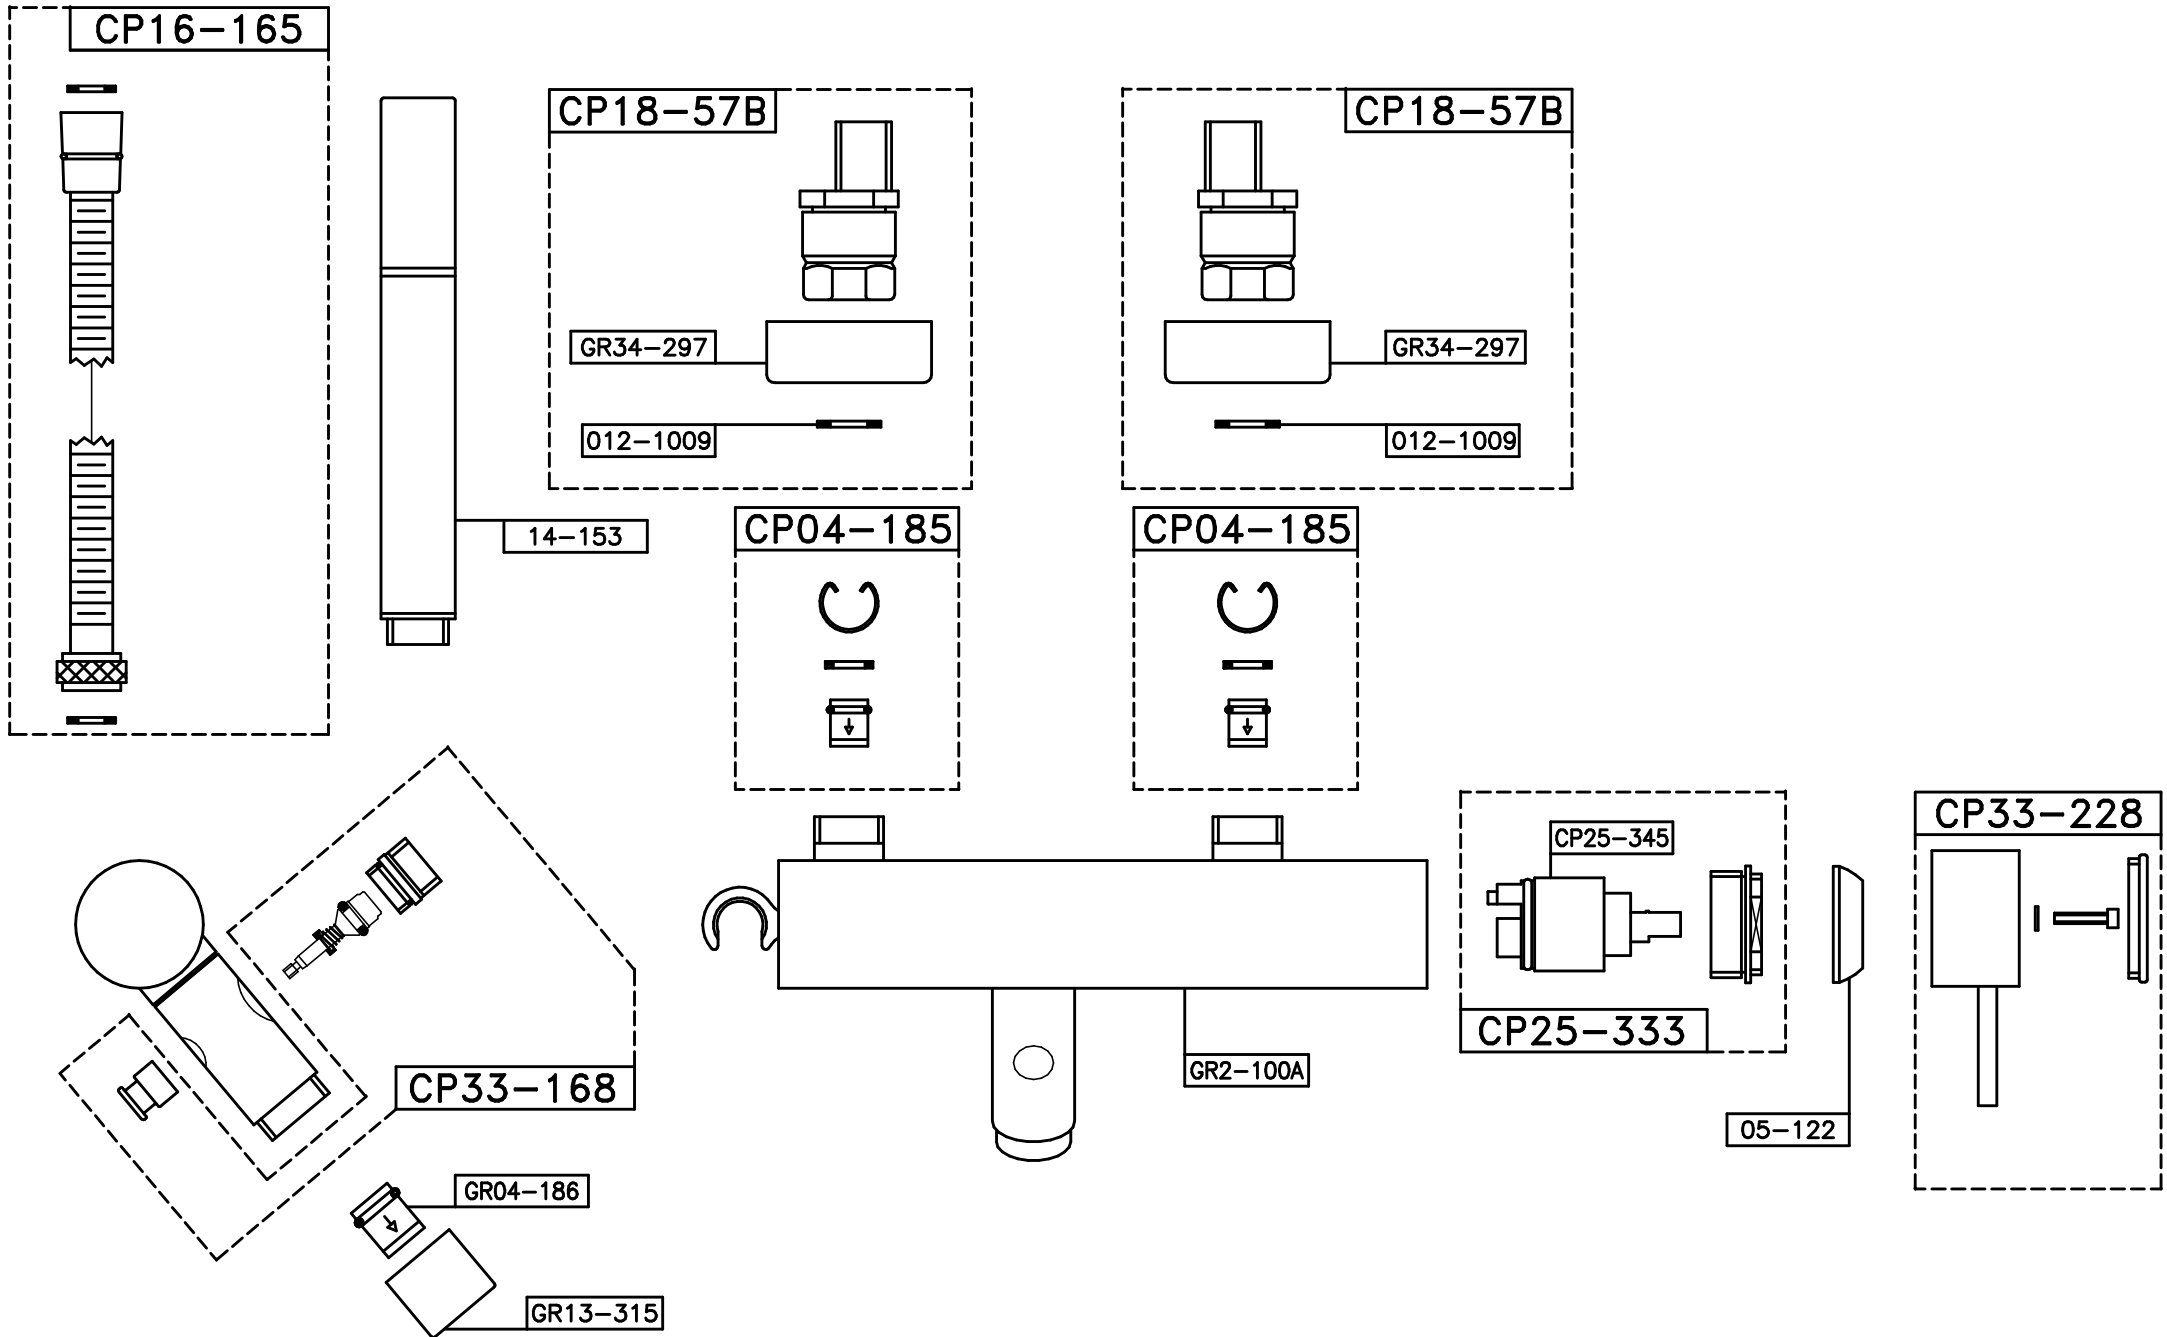 CP16-165
CP18-57B
CP18-57B
GR34-297
GR34-297
012-1009
012-1009
14-153
CP04-185
CP04-185
CP25-345
CP33-228
CP25-333
GR2-100A
CP33-168
05-122
GR04-186
GR13-315